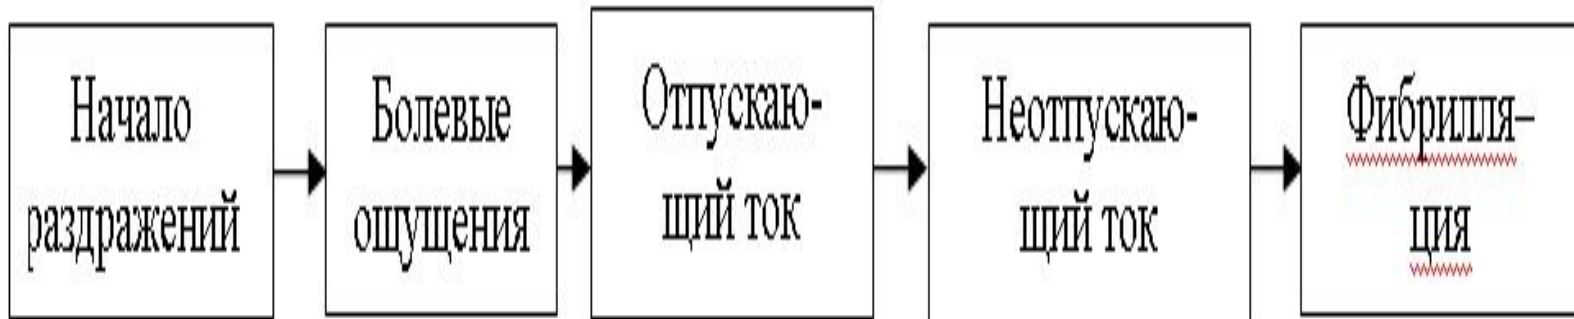 Начало
раздражений
Болевые
ощущения
Отпускаю-
щий ток
Неотпускаю-
щий ток
Фибрилля–
ция